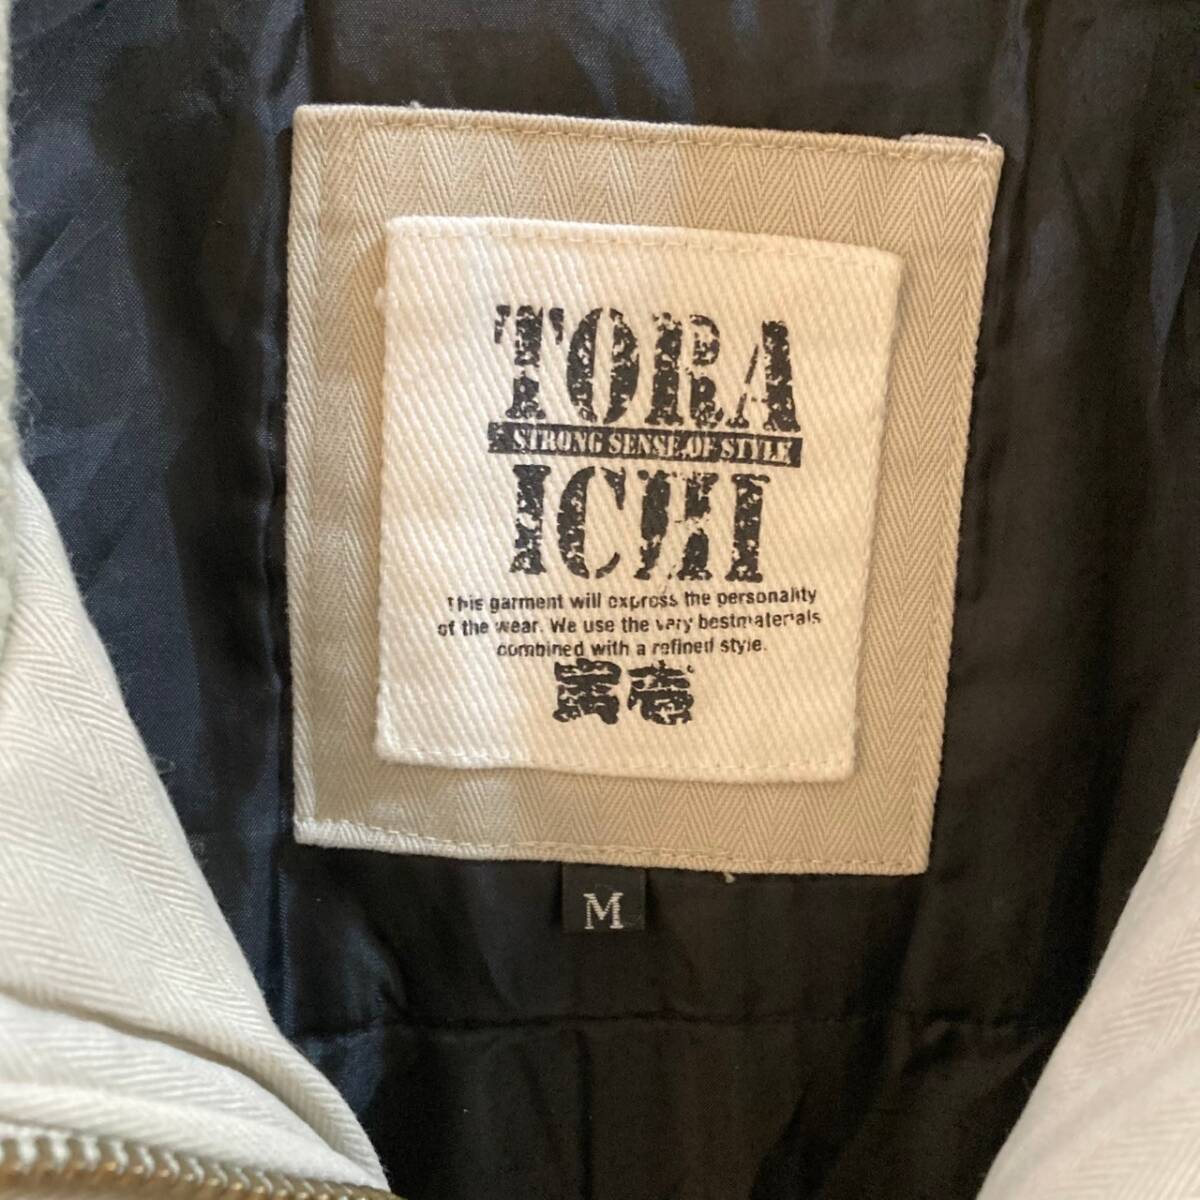 TORA
STRONG SENSE OF STYLE
ICHI
This garment will express the personality
of the wear. We use the very bestmaterials
combined with a refined style.
寅壱
M